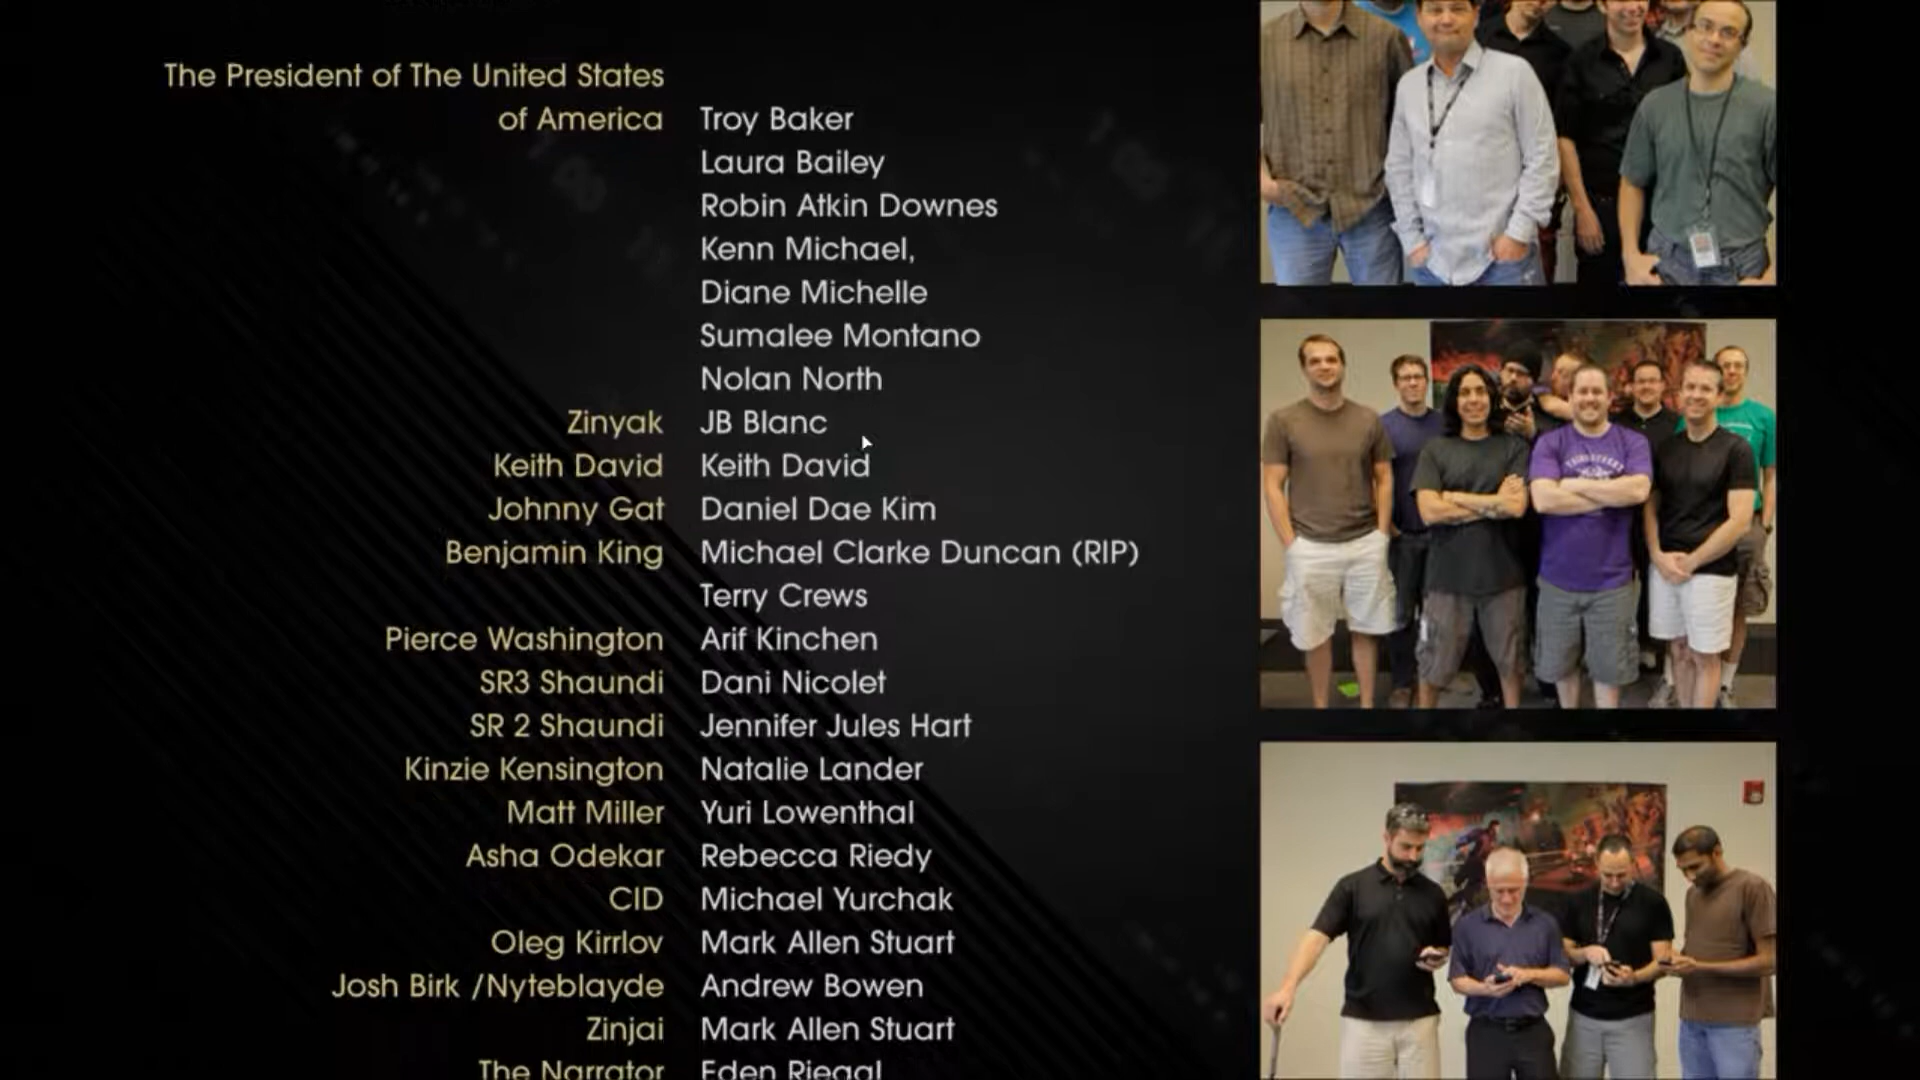 The President of The United States
of America Troy Baker
Laura Bailey
Robin Atkin Downes
Kenn Michael,
Diane Michelle
Sumalee Montano
Nolan North
Zinyak JB Blanc
Keith David Keith David
Johnny Gat Daniel Dae Kim
Benjamin King Michael Clarke Duncan (RIP)
Terry Crews
Pierce Washington Arif Kinchen
SR3 Shaundi Dani Nicolet
SR 2 Shaundi Jennifer Jules Hart
Kinzie Kensington Natalie Lander
Matt Miller Yuri Lowenthal
Asha Odekar Rebecca Riedy
CID Michael Yurchak
Oleg Kirrlov Mark Allen Stuart
Josh Birk /Nyteblayde Andrew Bowen
Zinjai Mark Allen Stuart
The Narrator Eden Riegal